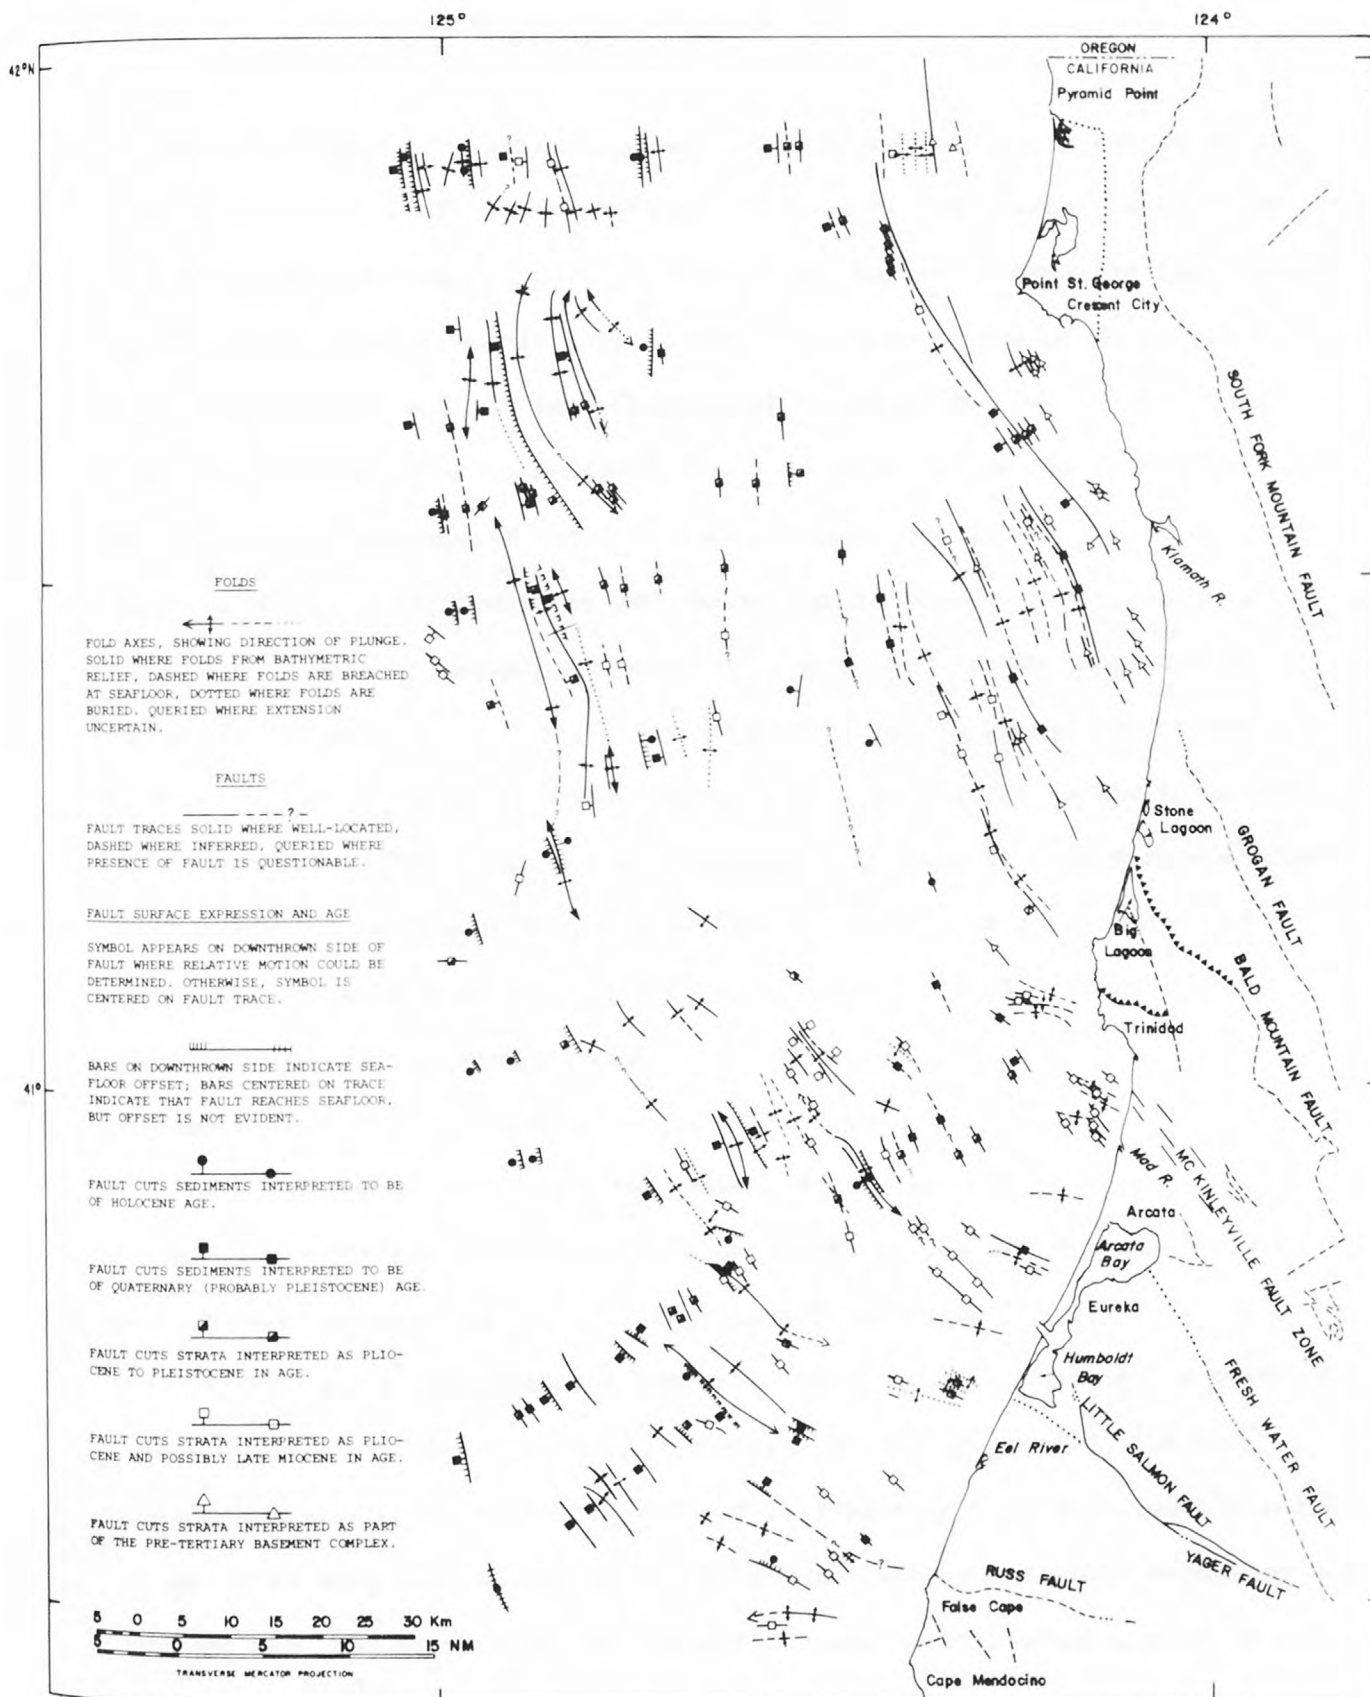 125°
124°
42°N
OREGON
CALIFORNIA
Pyramid Point
Point St. George
Crescent City
SOUTH FORK MOUNTAIN FAULT
Klamath R.
FOLDS
FOLD AXES, SHOWING DIRECTION OF PLUNGE.
SOLID WHERE FOLDS FROM BATHYMETRIC
RELIEF, DASHED WHERE FOLDS ARE BREACHED
AT SEAFLOOR, DOTTED WHERE FOLDS ARE
BURIED. QUERIED WHERE EXTENSION
UNCERTAIN.
FAULTS
?
FAULT TRACES SOLID WHERE WELL-LOCATED,
DASHED WHERE INFERRED, QUERIED WHERE
PRESENCE OF FAULT IS QUESTIONABLE.
FAULT SURFACE EXPRESSION AND AGE
SYMBOL APPEARS ON DOWNTHROWN SIDE OF
FAULT WHERE RELATIVE MOTION COULD BE
DETERMINED. OTHERWISE, SYMBOL IS
CENTERED ON FAULT TRACE.
BARS ON DOWNTHROWN SIDE INDICATE SEA-
FLOOR OFFSET; BARS CENTERED ON TRACE
INDICATE THAT FAULT REACHES SEAFLOOR,
BUT OFFSET IS NOT EVIDENT.
FAULT CUTS SEDIMENTS INTERPRETED TO BE
OF HOLOCENE AGE.
FAULT CUTS SEDIMENTS INTERPRETED TO BE
OF QUATERNARY (PROBABLY PLEISTOCENE) AGE.
FAULT CUTS STRATA INTERPRETED AS PLIO-
CENE TO PLEISTOCENE IN AGE.
FAULT CUTS STRATA INTERPRETED AS PLIO-
CENE AND POSSIBLY LATE MIOCENE IN AGE.
FAULT CUTS STRATA INTERPRETED AS PART
OF THE PRE-TERTIARY BASEMENT COMPLEX.
Stone
Lagoon
GROGAN FAULT
Big
Lagoon
BALD MOUNTAIN FAULT
Trinidad
41°
Mad R.
MC KINLEYVILLE FAULT ZONE
Arcata
Arcata
Bay
Eureka
Humboldt
Bay
FRESH WATER FAULT
LITTLE SALMON FAULT
Eel River
YAGER FAULT
RUSS FAULT
False Cape
Cape Mendocino
5 0 5 10 15 20 25 30 Km
5 0 5 10 15 NM
TRANSVERSE MERCATOR PROJECTION